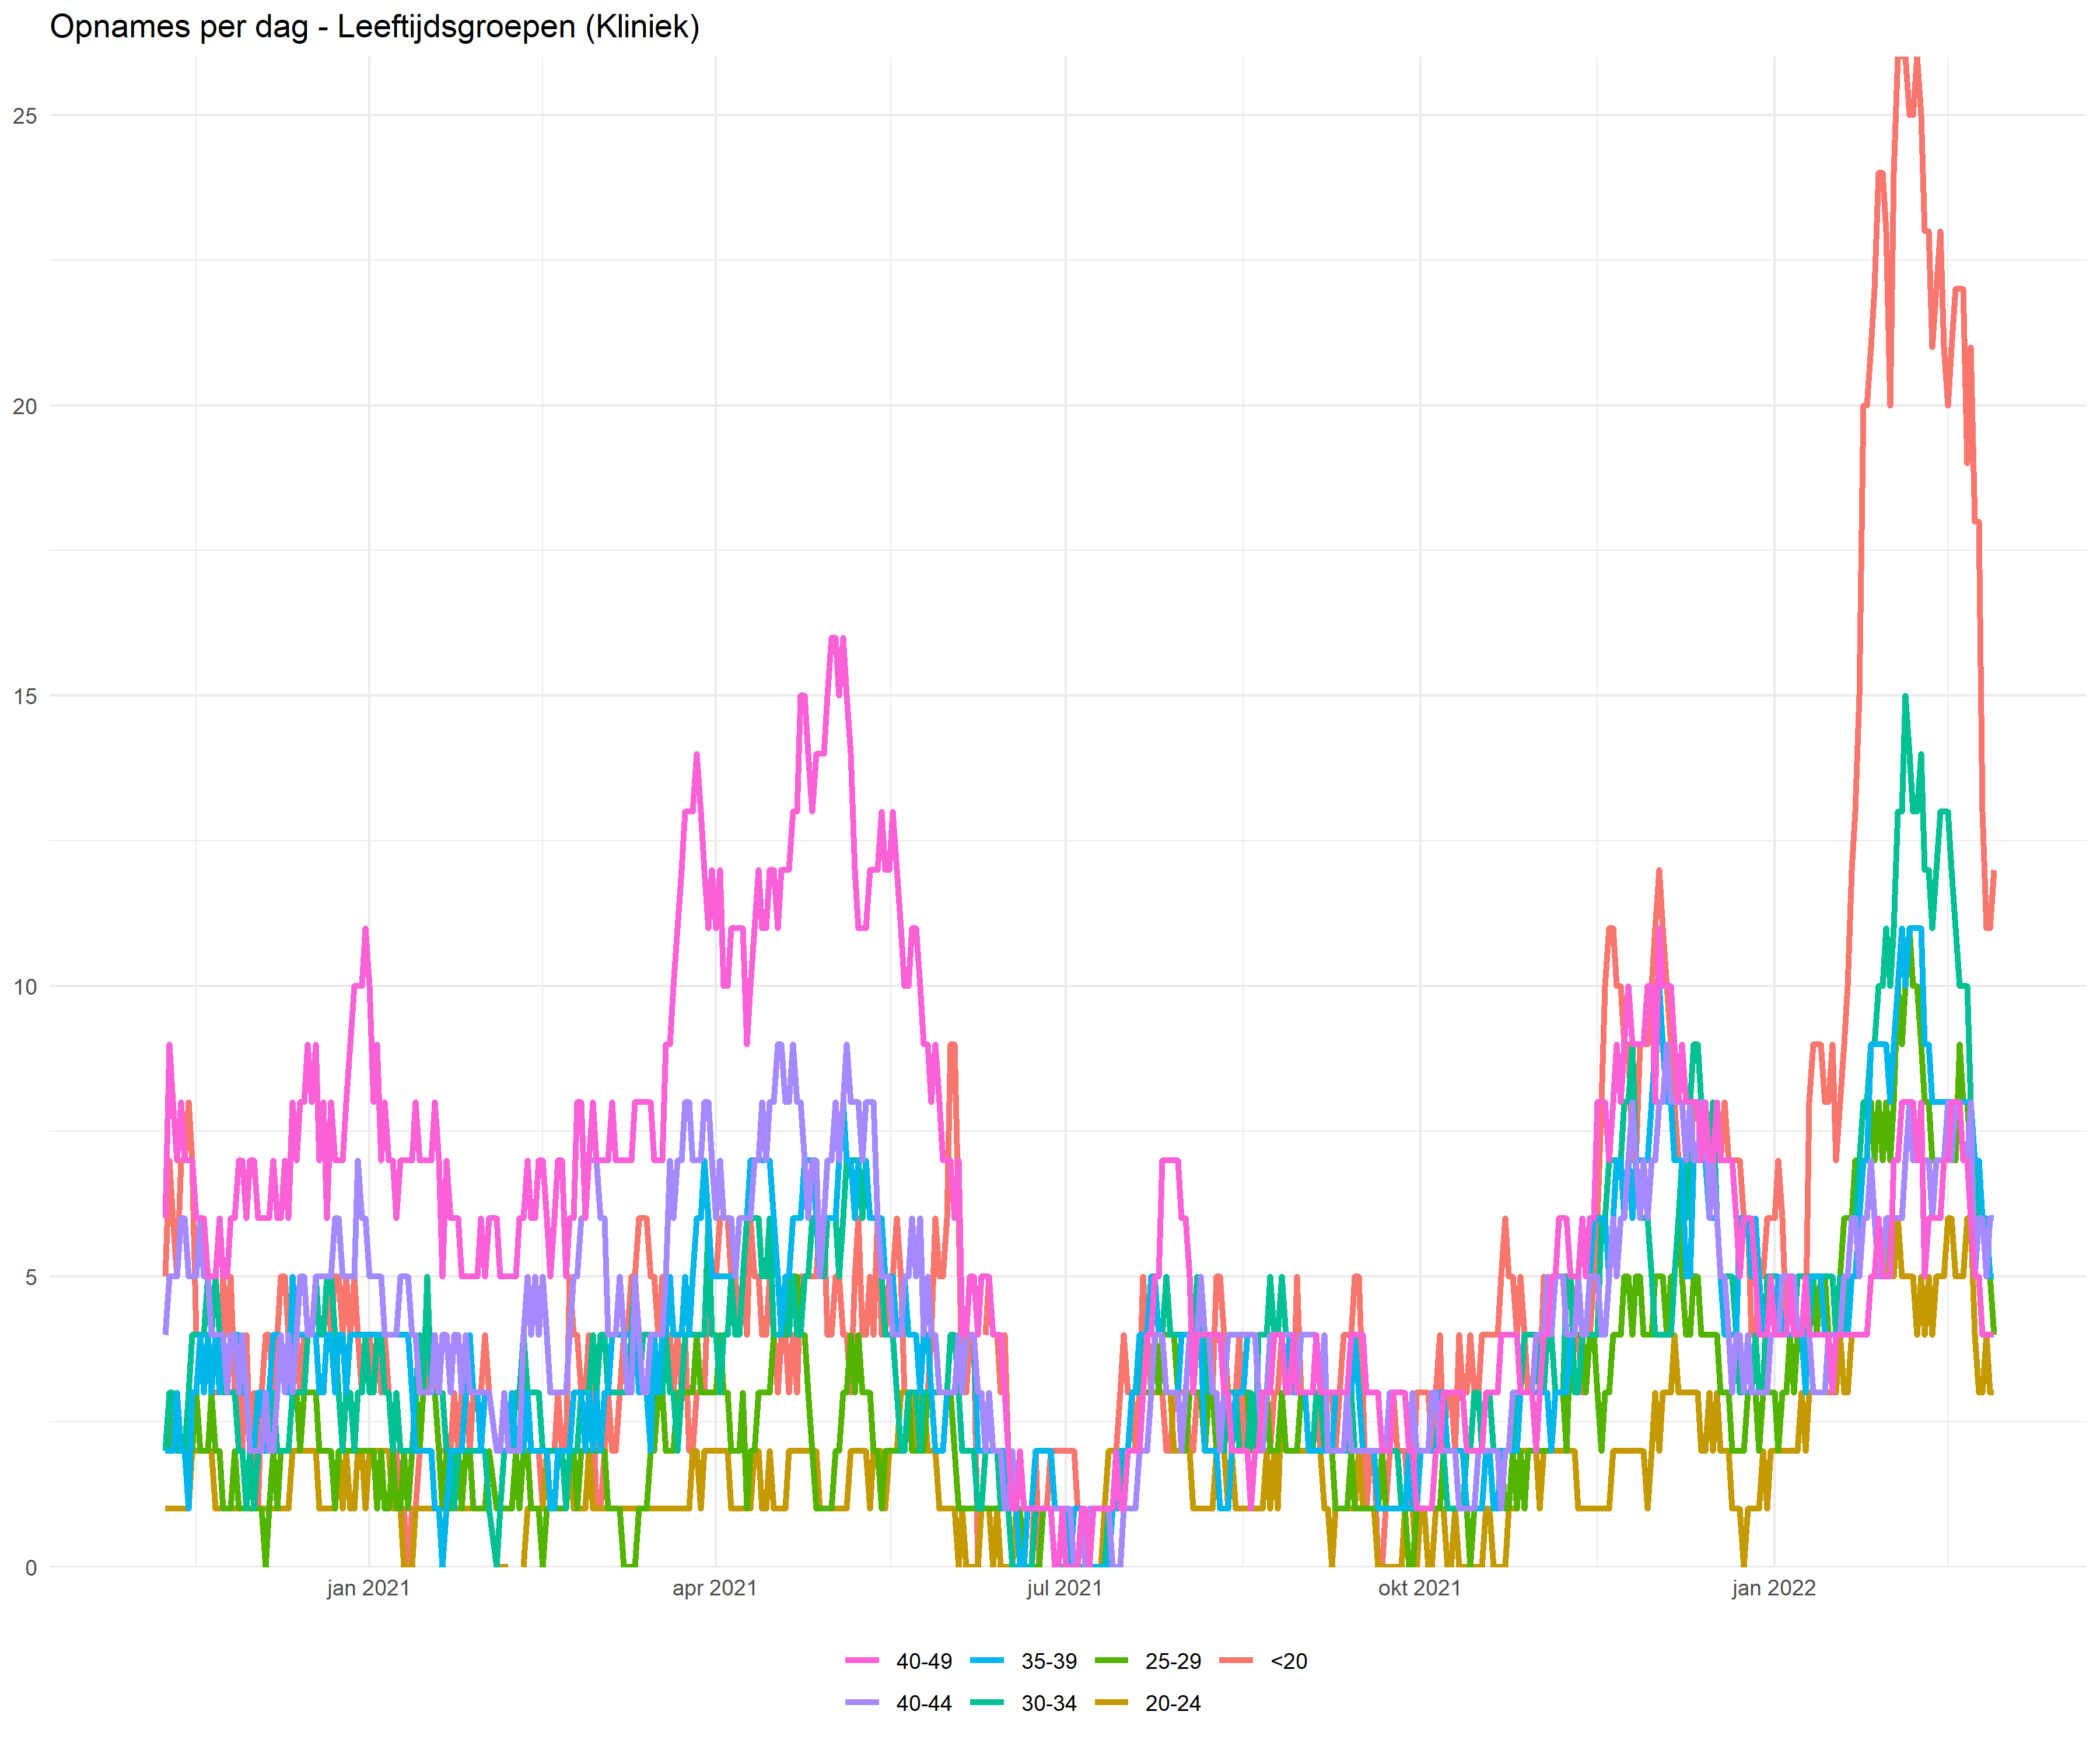 Opnames per dag - Leeftijdsgroepen (Kliniek)
25
20
15
10
5
0
jan 2021 apr 2021 jul 2021 okt 2021 jan 2022
40-49 35-39 25-29 <20
40-44 30-34 20-24